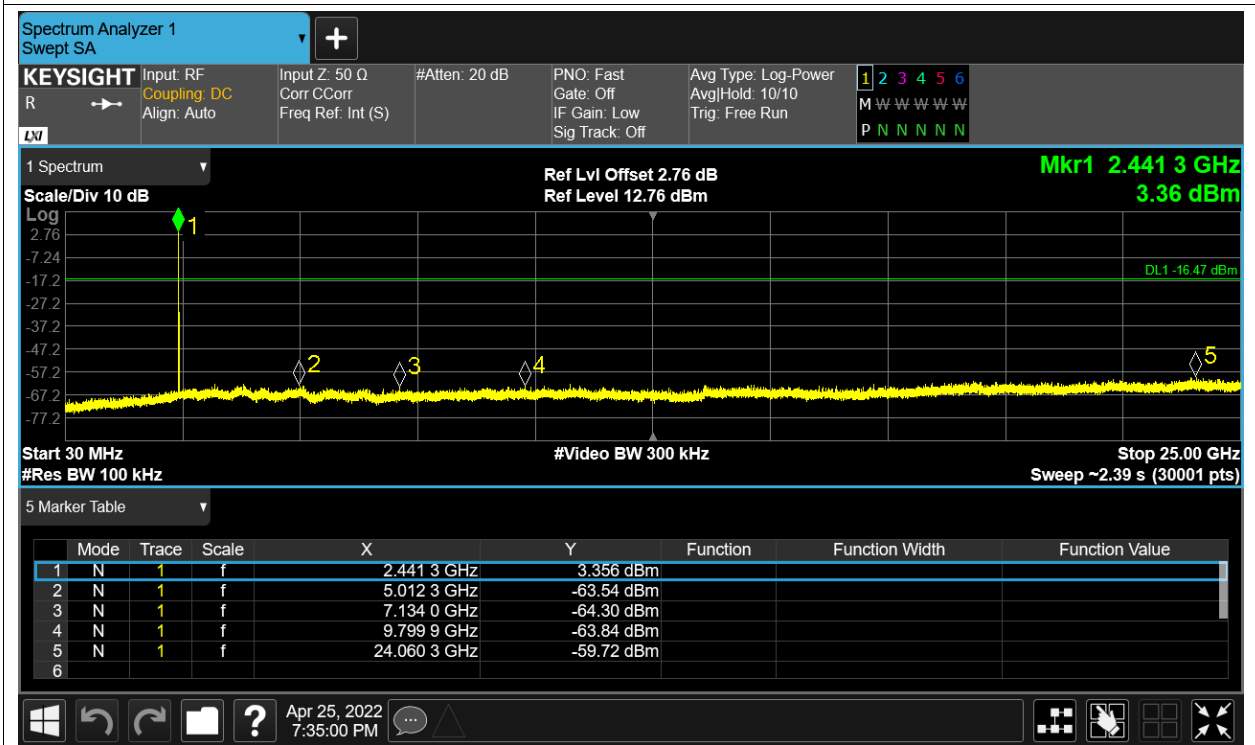 Spectrum Analyzer 1
Swept SA
KEYSIGHT Input: RF Input Z: 50 Ω #Atten: 20 dB PNO: Fast Avg Type: Log-Power 1 2 3 4 5 6
R Coupling: DC Corr CCorr Gate: Off Avg|Hold: 10/10 M W W W W W
Align: Auto Freq Ref: Int (S) IF Gain: Low Trig: Free Run
LXI Sig Track: Off P N N N N N
1 Spectrum Ref Lvl Offset 2.76 dB Mkr1 2.441 3 GHz
Scale/Div 10 dB Ref Level 12.76 dBm 3.36 dBm
Log
1
2.76
-7.24
DL1 -16.47 dBm
-17.2
-27.2
-37.2
-47.2
2 3 4 5
-57.2
-67.2
-77.2
Start 30 MHz #Video BW 300 kHz Stop 25.00 GHz
#Res BW 100 kHz Sweep ~2.39 s (30001 pts)
5 Marker Table
Mode Trace Scale X Y Function Function Width Function Value
1 N 1 f 2.441 3 GHz 3.356 dBm
2 N 1 f 5.012 3 GHz -63.54 dBm
3 N 1 f 7.134 0 GHz -64.30 dBm
4 N 1 f 9.799 9 GHz -63.84 dBm
5 N 1 f 24.060 3 GHz -59.72 dBm
6
? Apr 25, 2022
7:35:00 PM